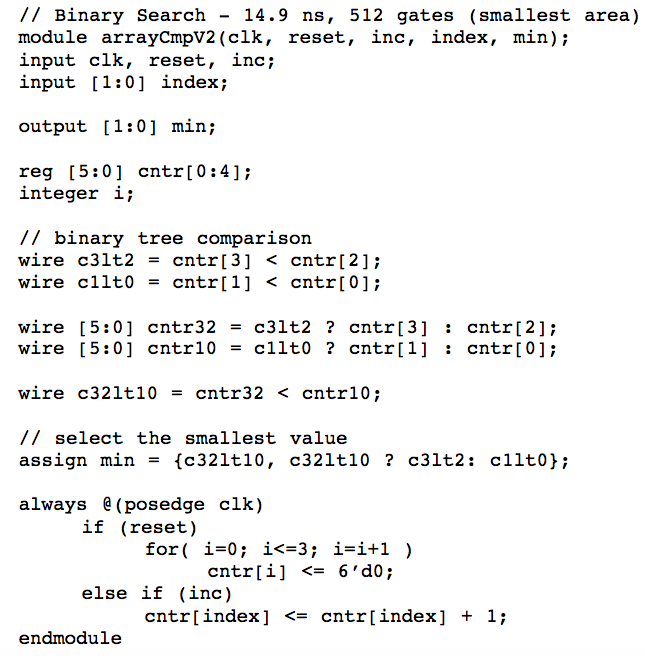 // Binary Search - 14.9 ns, 512 gates (smallest area)
module arrayCmpV2(clk, reset, inc, index, min);
input clk, reset, inc;
input [1:0] index;

output [1:0] min;

reg [5:0] cntr[0:4];
integer i;

// binary tree comparison
wire c3lt2 = cntr[3] < cntr[2];
wire c1lt0 = cntr[1] < cntr[0];

wire [5:0] cntr32 = c3lt2 ? cntr[3] : cntr[2];
wire [5:0] cntr10 = c1lt0 ? cntr[1] : cntr[0];

wire c32lt10 = cntr32 < cntr10;

// select the smallest value
assign min = {c32lt10, c32lt10 ? c3lt2: c1lt0};

always @(posedge clk)
     if (reset)
          for( i=0; i<=3; i=i+1 )
               cntr[i] <= 6'd0;
     else if (inc)
          cntr[index] <= cntr[index] + 1;
endmodule